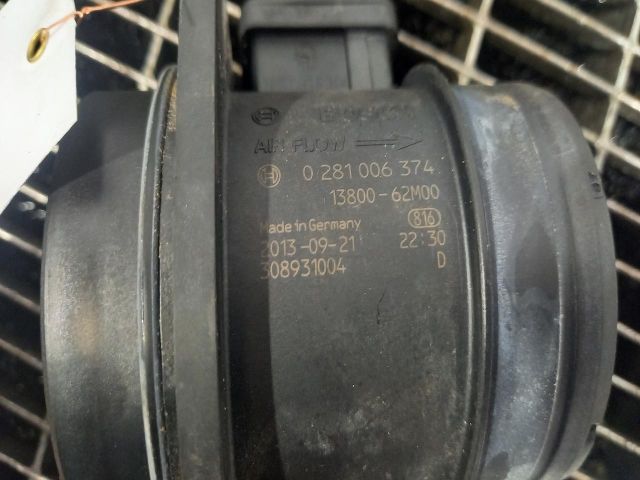 AIR FLOW
0 281 006 374
13800-62M00
Made in Germany 816
2013-09-21 22:30
308931004 D